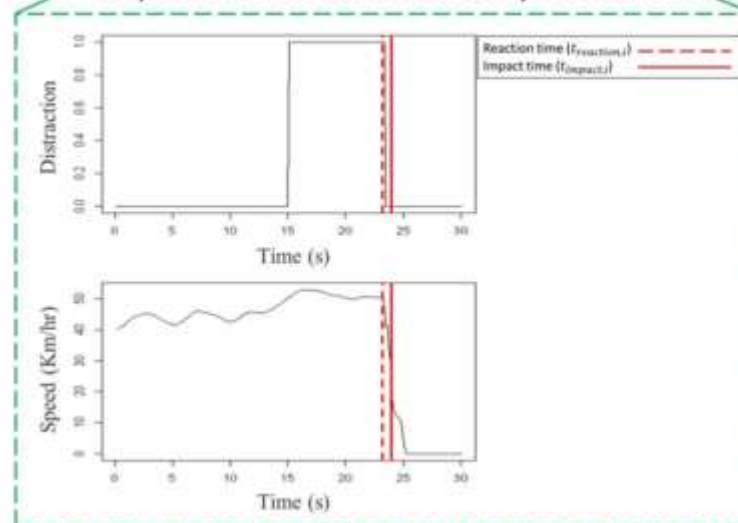 Reaction time (t_reaction,i)
Impact time (t_impact,i)
Distraction
1.0
0.8
0.6
0.4
0.2
0.0
0 5 10 15 20 25 30
Time (s)
Speed (Km/hr)
50
40
30
20
10
0
0 5 10 15 20 25 30
Time (s)